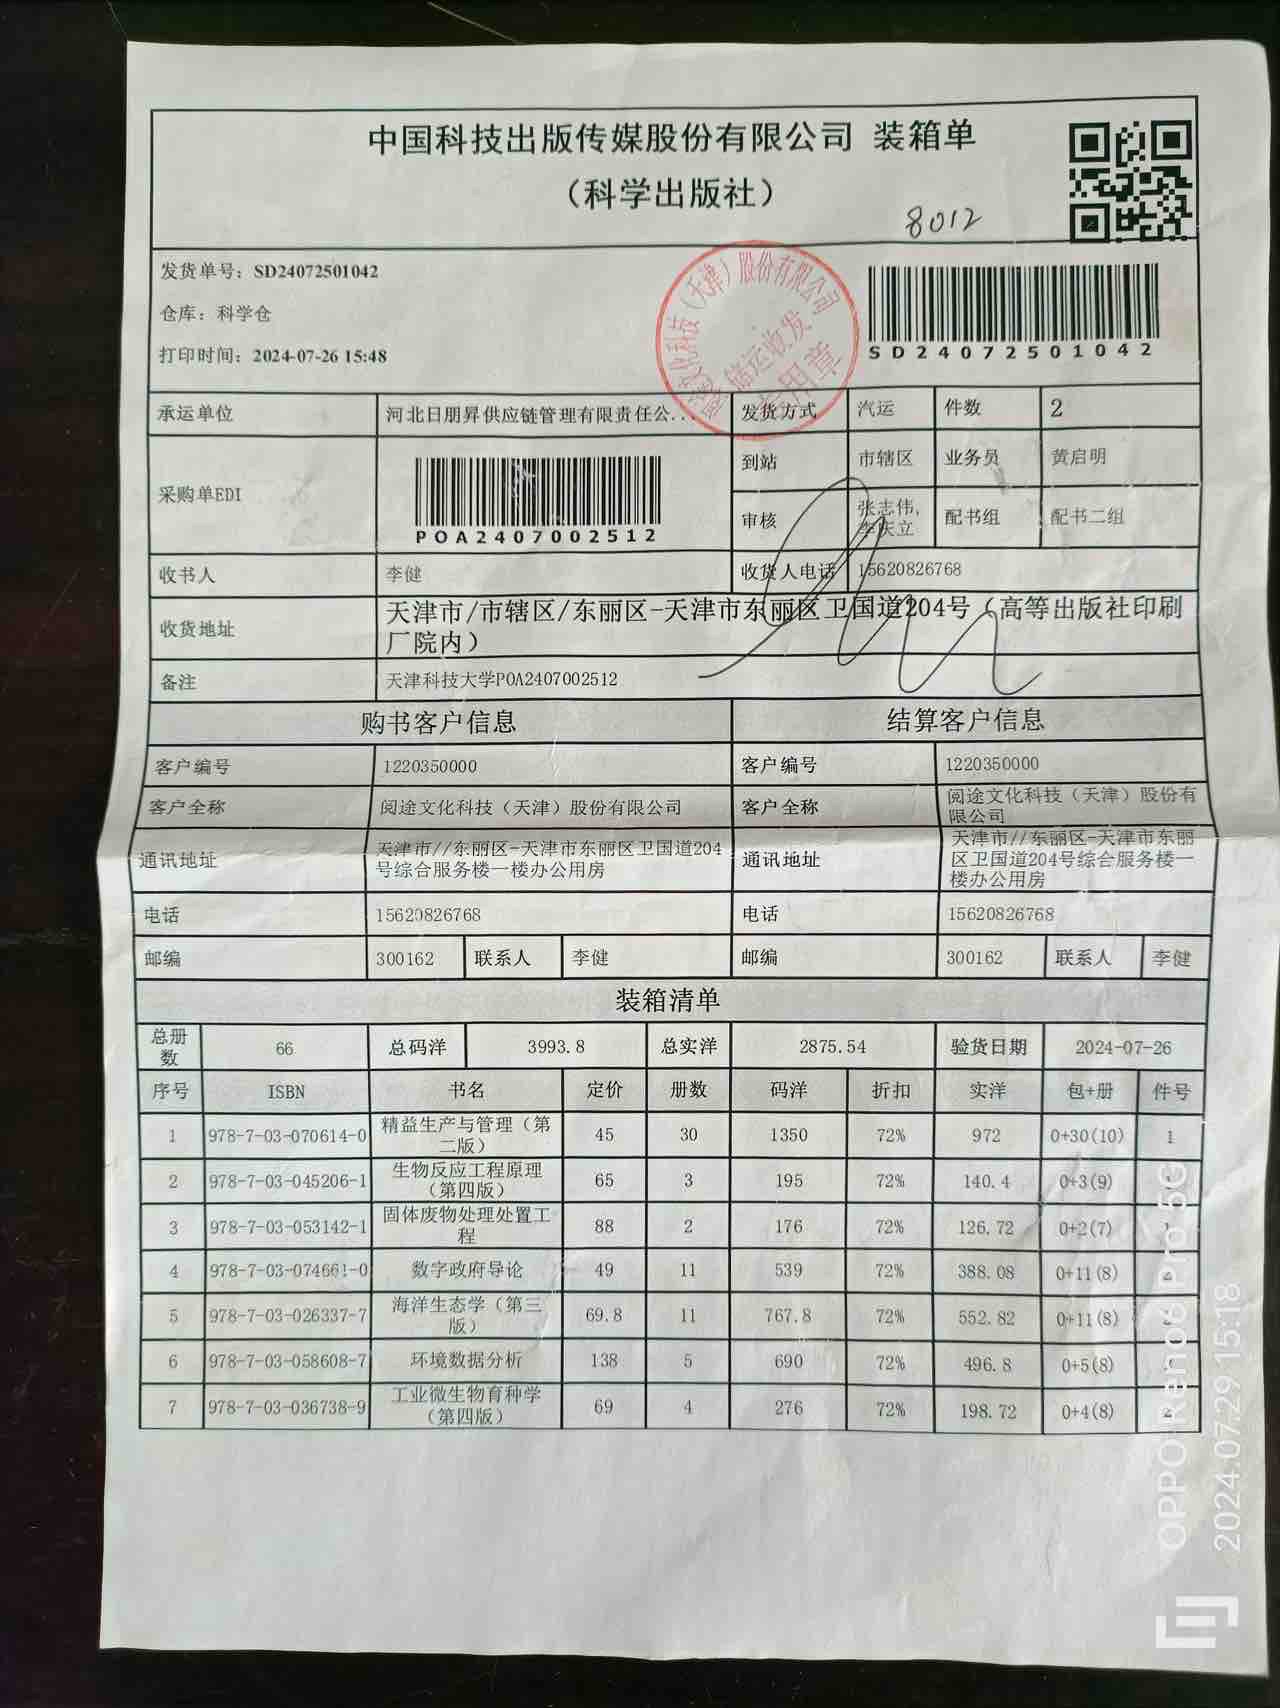 中国科技出版传媒股份有限公司 装箱单
（科学出版社）
8012
发货单号：SD24072501042
仓库：科学仓
打印时间：2024-07-26 15:48
SD24072501042
阅途文化科技（天津）股份有限公司
储运收发
专用章
承运单位 河北日朋昇供应链管理有限责任公... 发货方式 汽运 件数 2
采购单EDI POA2407002512 到站 市辖区 业务员 黄启明
审核 张志伟,李庆立 配书组 配书二组
收书人 李健 收货人电话 15620826768
收货地址 天津市/市辖区/东丽区-天津市东丽区卫国道204号（高等出版社印刷
厂院内）
备注 天津科技大学POA2407002512
购书客户信息 结算客户信息
客户编号 1220350000 客户编号 1220350000
客户全称 阅途文化科技（天津）股份有限公司 客户全称 阅途文化科技（天津）股份有限公司
通讯地址 天津市//东丽区-天津市东丽区卫国道204号综合服务楼一楼办公用房 通讯地址 天津市//东丽区-天津市东丽区卫国道204号综合服务楼一楼办公用房
电话 15620826768 电话 15620826768
邮编 300162 联系人 李健 邮编 300162 联系人 李健
装箱清单
总册数 66 总码洋 3993.8 总实洋 2875.54 验货日期 2024-07-26
序号 ISBN 书名 定价 册数 码洋 折扣 实洋 包+册 件号
1 978-7-03-070614-0 精益生产与管理（第二版） 45 30 1350 72% 972 0+30(10) 1
2 978-7-03-045206-1 生物反应工程原理（第四版） 65 3 195 72% 140.4 0+3(9)
3 978-7-03-053142-1 固体废物处理处置工程 88 2 176 72% 126.72 0+2(7) 1
4 978-7-03-074661-0 数字政府导论 49 11 539 72% 388.08 0+11(8) 2
5 978-7-03-026337-7 海洋生态学（第三版） 69.8 11 767.8 72% 552.82 0+11(8)
6 978-7-03-058608-7 环境数据分析 138 5 690 72% 496.8 0+5(8)
7 978-7-03-036738-9 工业微生物育种学（第四版） 69 4 276 72% 198.72 0+4(8) 2
OPPO Reno6 Pro 5G
2024.07.29 15:18